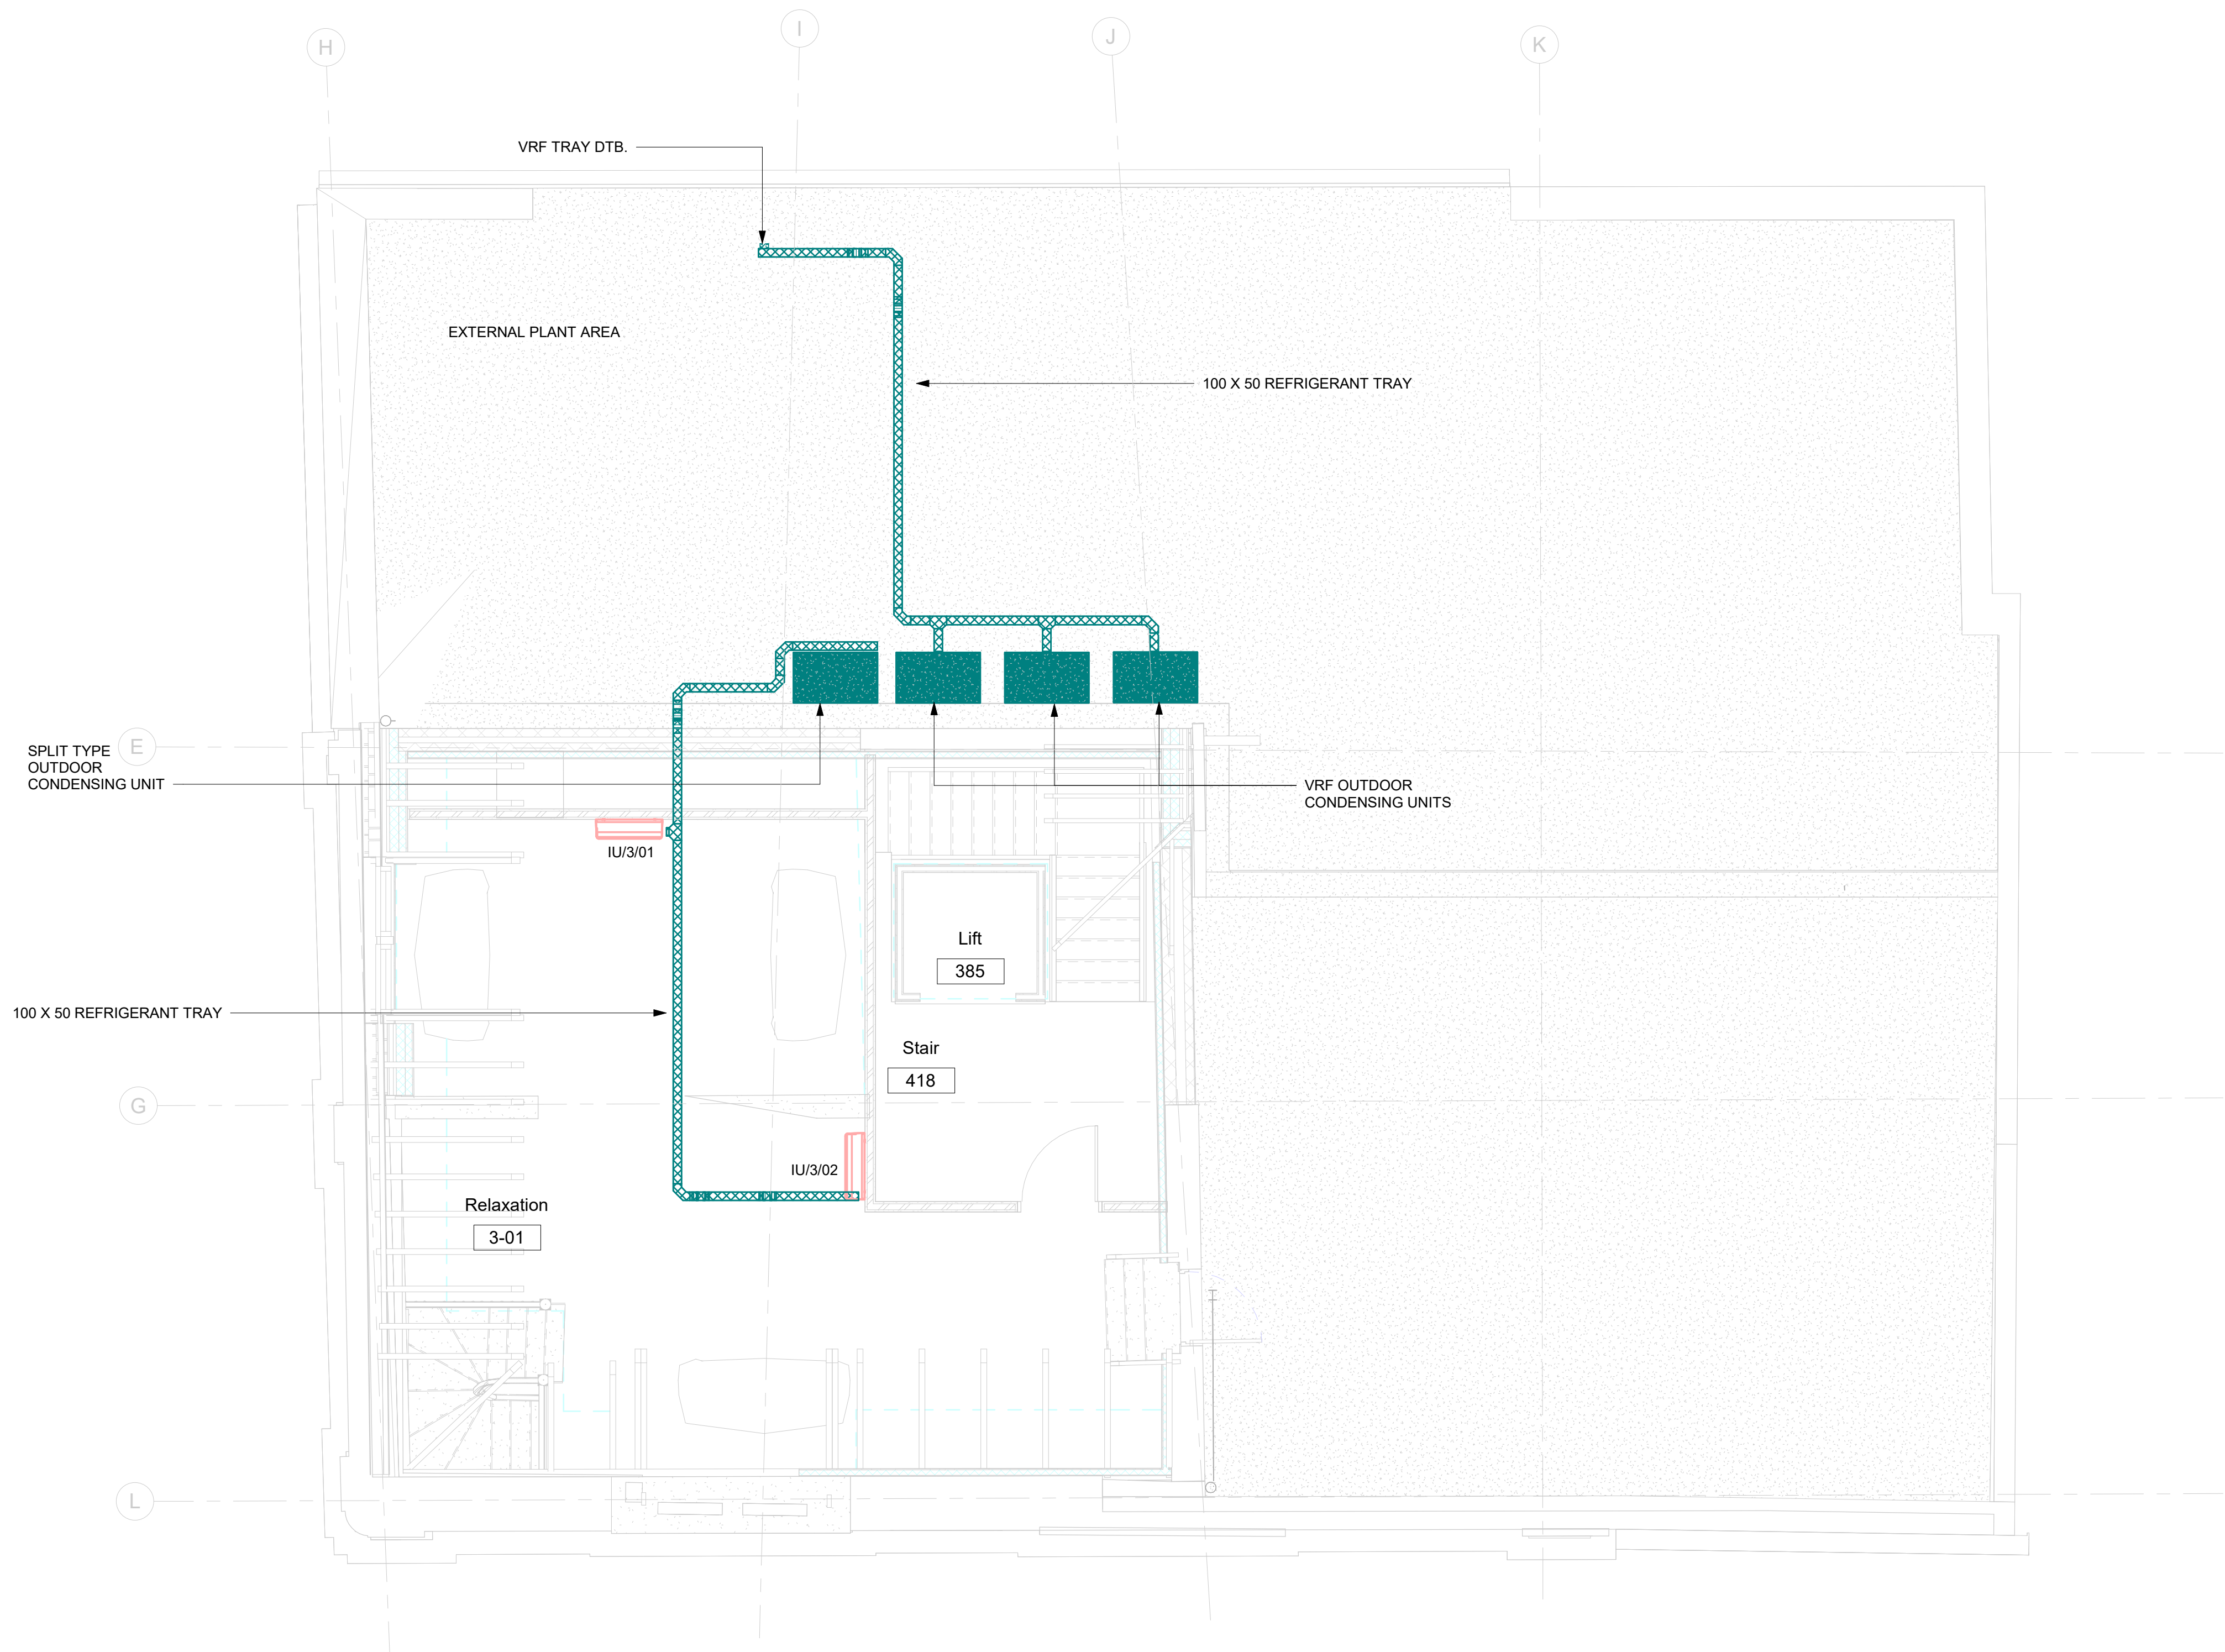 H
I
J
K
VRF TRAY DTB.
EXTERNAL PLANT AREA
100 X 50 REFRIGERANT TRAY
E
SPLIT TYPE
OUTDOOR
CONDENSING UNIT
VRF OUTDOOR
CONDENSING UNITS
IU/3/01
Lift
385
100 X 50 REFRIGERANT TRAY
Stair
418
G
IU/3/02
Relaxation
3-01
L